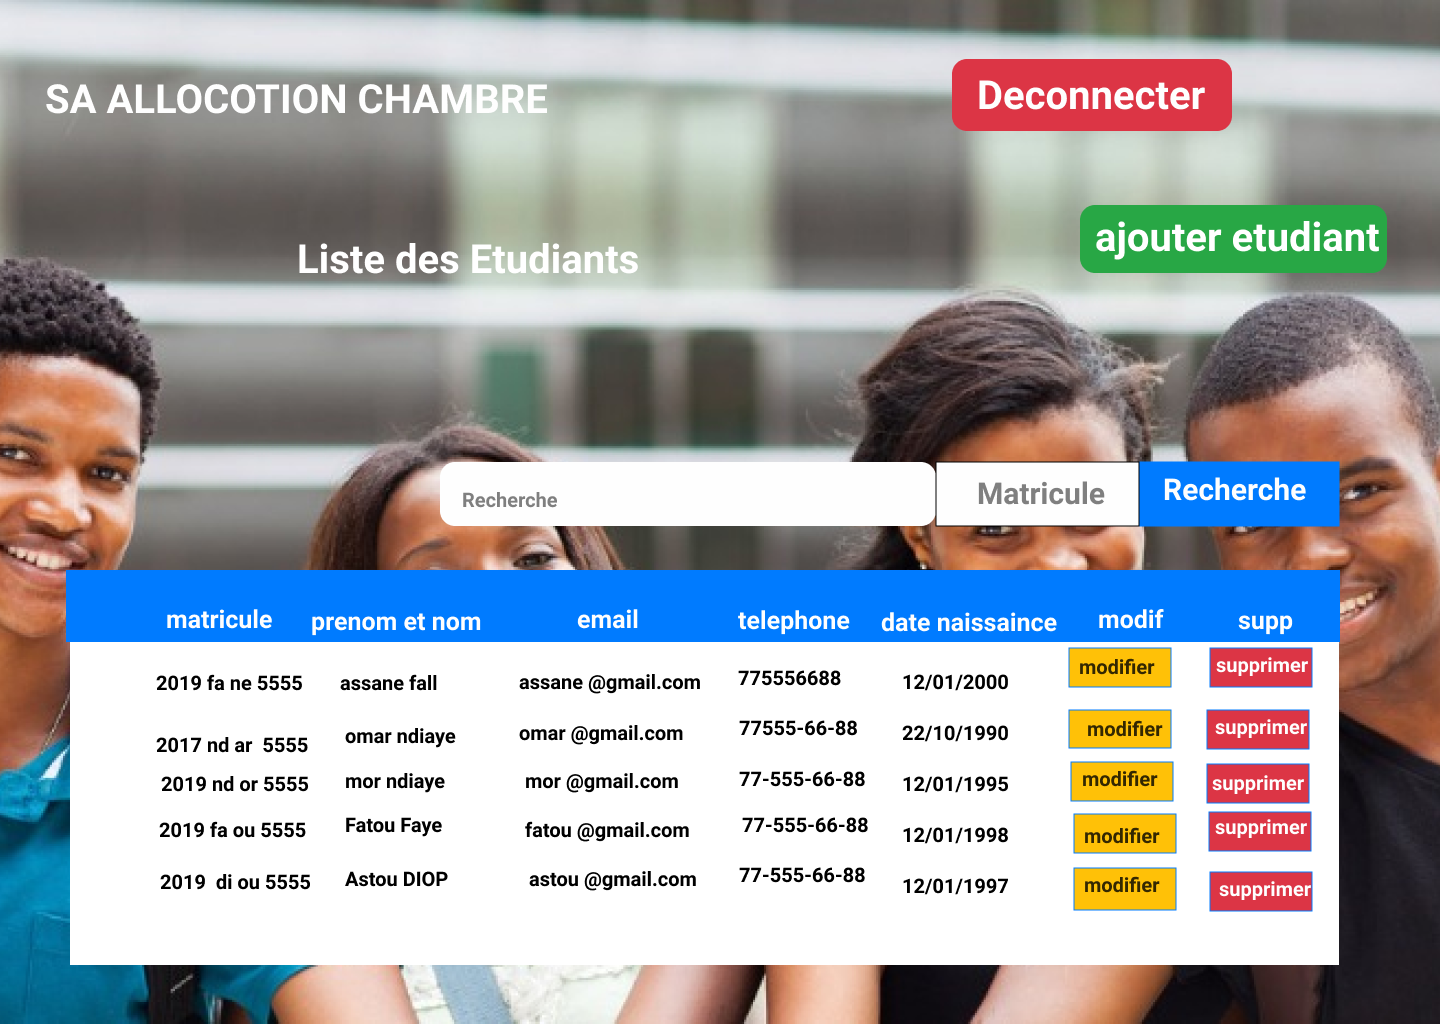 SA ALLOCOTION CHAMBRE
Deconnecter
Liste des Etudiants
ajouter etudiant
Recherche
Matricule
Recherche
matricule prenom et nom email telephone date naissaince modif supp
2019 fa ne 5555 assane fall assane @gmail.com 775556688 12/01/2000 modifier supprimer
2017 nd ar 5555 omar ndiaye omar @gmail.com 77555-66-88 22/10/1990 modifier supprimer
2019 nd or 5555 mor ndiaye mor @gmail.com 77-555-66-88 12/01/1995 modifier supprimer
2019 fa ou 5555 Fatou Faye fatou @gmail.com 77-555-66-88 12/01/1998 modifier supprimer
2019 di ou 5555 Astou DIOP astou @gmail.com 77-555-66-88 12/01/1997 modifier supprimer